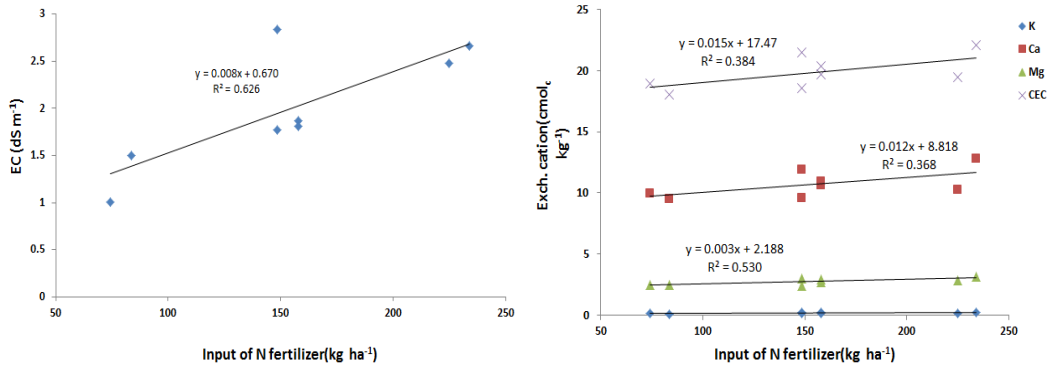 3
2.5
2
1.5
1
0.5
0
EC (dS m⁻¹)
y = 0.008x + 0.670
R² = 0.626
50
100
150
200
250
Input of N fertilizer(kg ha⁻¹)
25
20
15
10
5
0
Exch. cation(cmol꜀
kg⁻¹)
y = 0.015x + 17.47
R² = 0.384
y = 0.012x + 8.818
R² = 0.368
y = 0.003x + 2.188
R² = 0.530
50
100
150
200
250
Input of N fertilizer(kg ha⁻¹)
K
Ca
Mg
CEC